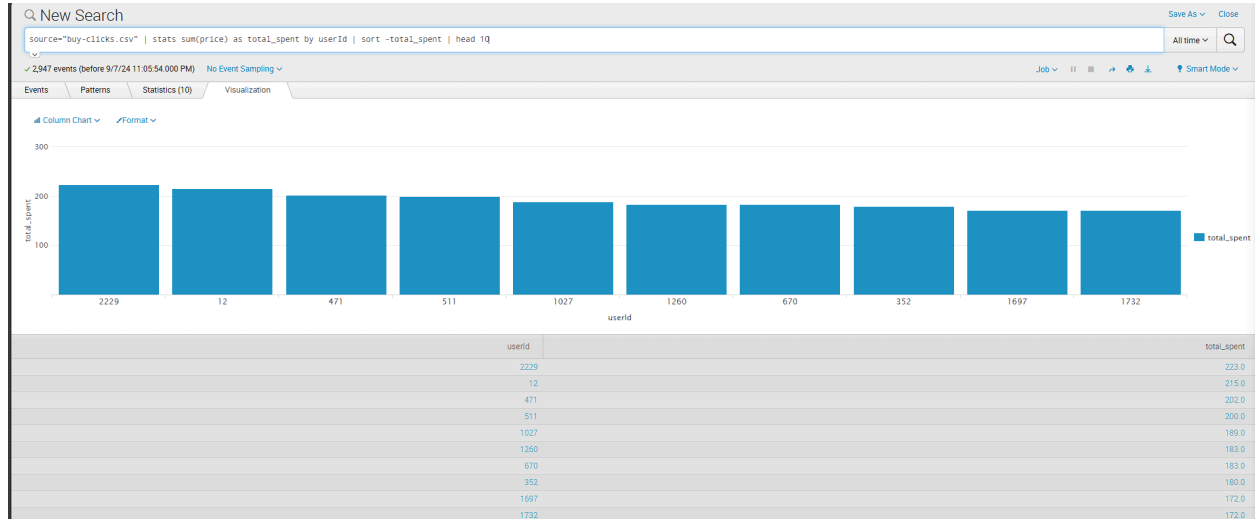 New Search
Save As Close
source="buy-clicks.csv" | stats sum(price) as total_spent by userId | sort -total_spent | head 10
All time
2,947 events (before 9/7/24 11:05:54.000 PM) No Event Sampling
Job Smart Mode
Events Patterns Statistics (10) Visualization
Column Chart Format
300
200
100
total_spent
total_spent
2229 12 471 511 1027 1260 670 352 1697 1732
userId
userId total_spent
2229 223.0
12 215.0
471 202.0
511 200.0
1027 189.0
1260 183.0
670 183.0
352 180.0
1697 172.0
1732 172.0